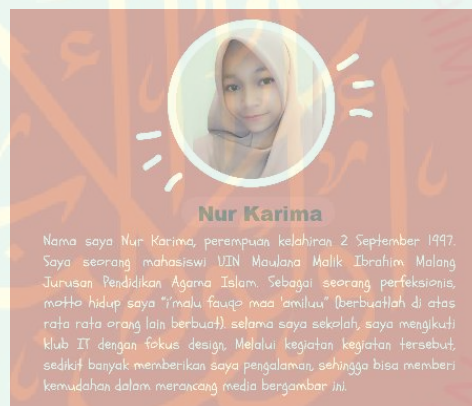 Nur Karima
Nama saya Nur Karima, perempuan kelahiran 2 September 1997.
Saya seorang mahasiswi UIN Maulana Malik Ibrahim Malang
Jurusan Pendidikan Agama Islam. Sebagai seorang perfeksionis,
motto hidup saya "i'malu fauqo maa 'amiluu" (berbuatlah di atas
rata rata orang lain berbuat). selama saya sekolah, saya mengikuti
klub IT dengan fokus design. Melalui kegiatan kegiatan tersebut,
sedikit banyak memberikan saya pengalaman, sehingga bisa memberi
kemudahan dalam merancang media bergambar ini.